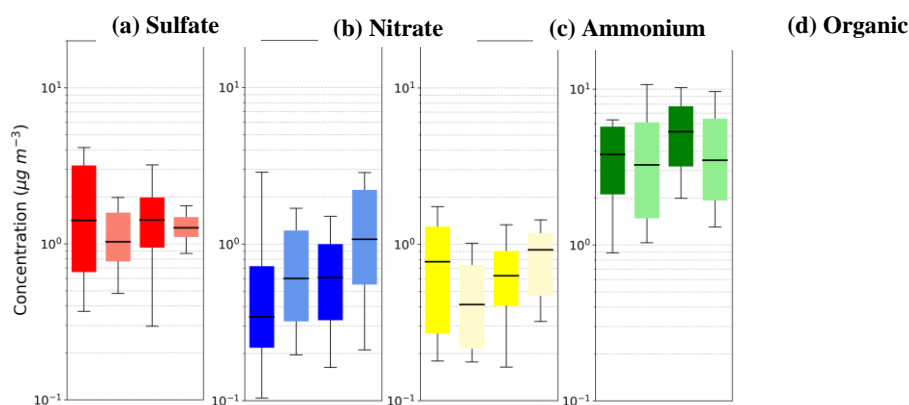 (a) Sulfate
(b) Nitrate
(c) Ammonium
(d) Organic
Concentration (μg m⁻³)
10¹
10⁰
10⁻¹
10¹
10⁰
10⁻¹
10¹
10⁰
10⁻¹
10¹
10⁰
10⁻¹